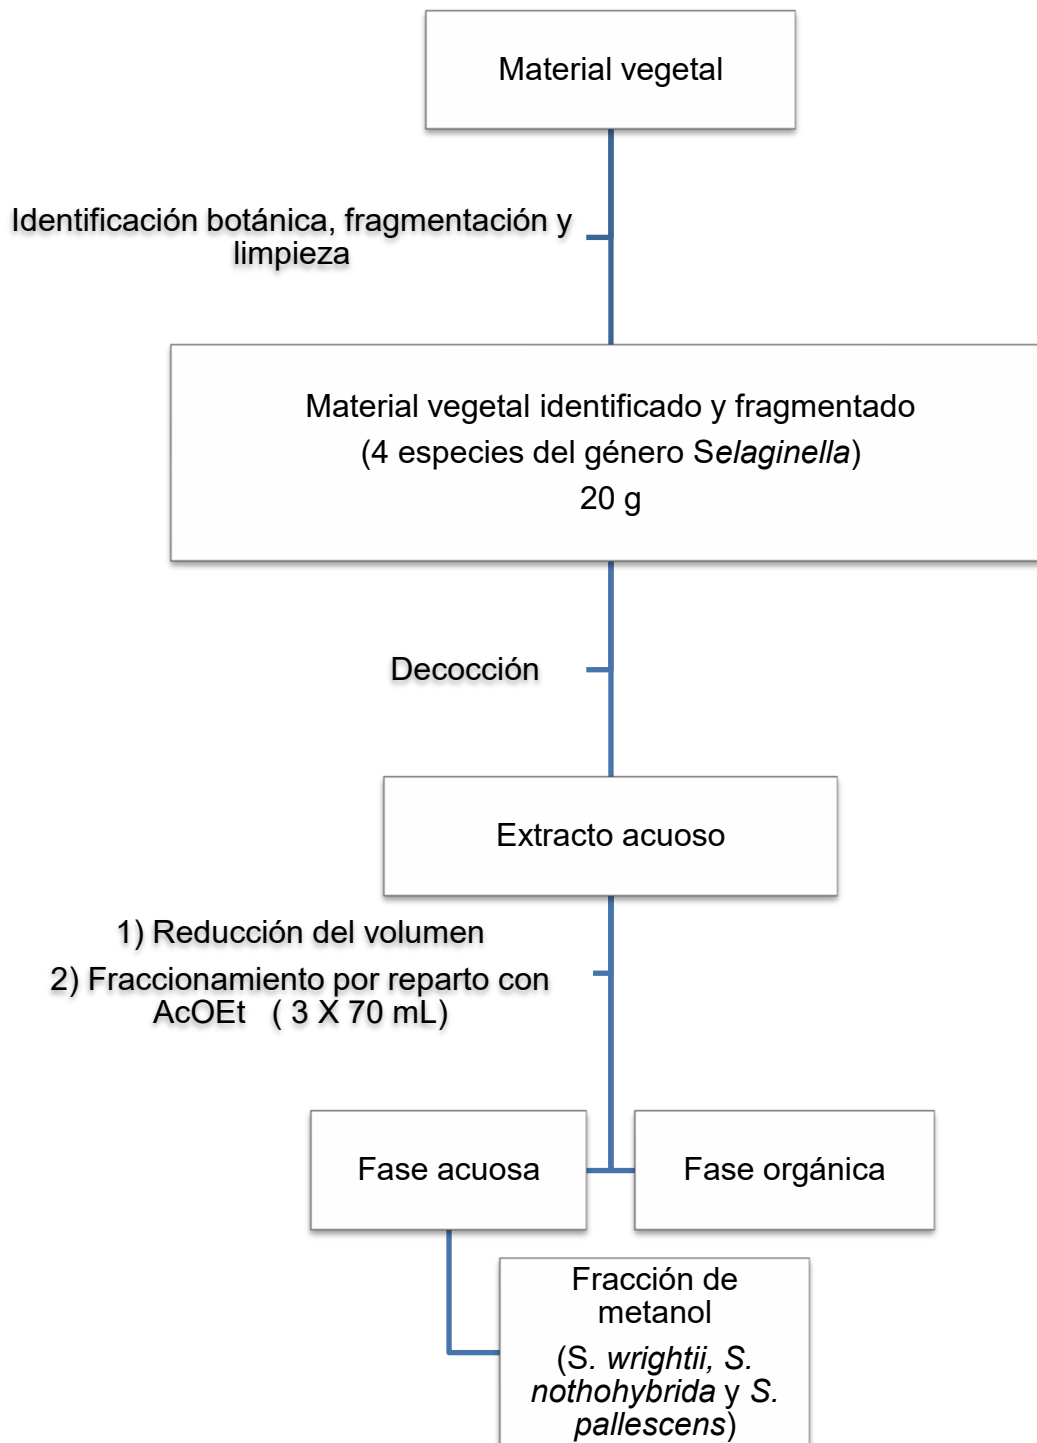 Material vegetal
Identificación botánica, fragmentación y
limpieza
Material vegetal identificado y fragmentado
(4 especies del género Selaginella)
20 g
Decocción
Extracto acuoso
1) Reducción del volumen
2) Fraccionamiento por reparto con
AcOEt ( 3 X 70 mL)
Fase acuosa
Fase orgánica
Fracción de
metanol
(S. wrightii, S.
nothohybrida y S.
pallescens)